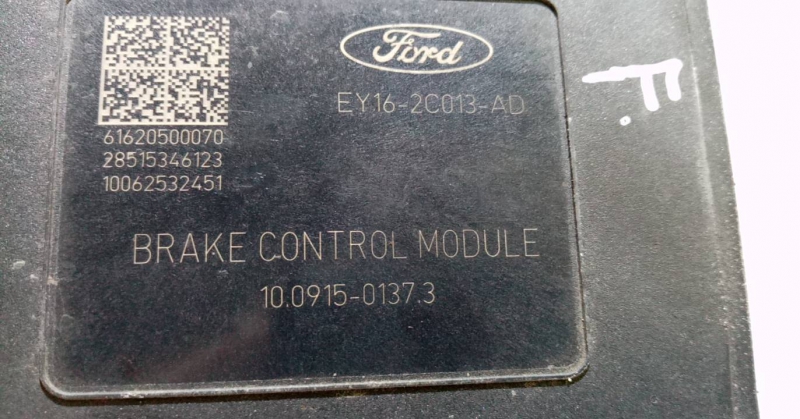 Ford
EY16-2C013-AD
61620500070
28515346123
10062532451
BRAKE CONTROL MODULE
10.0915-0137.3